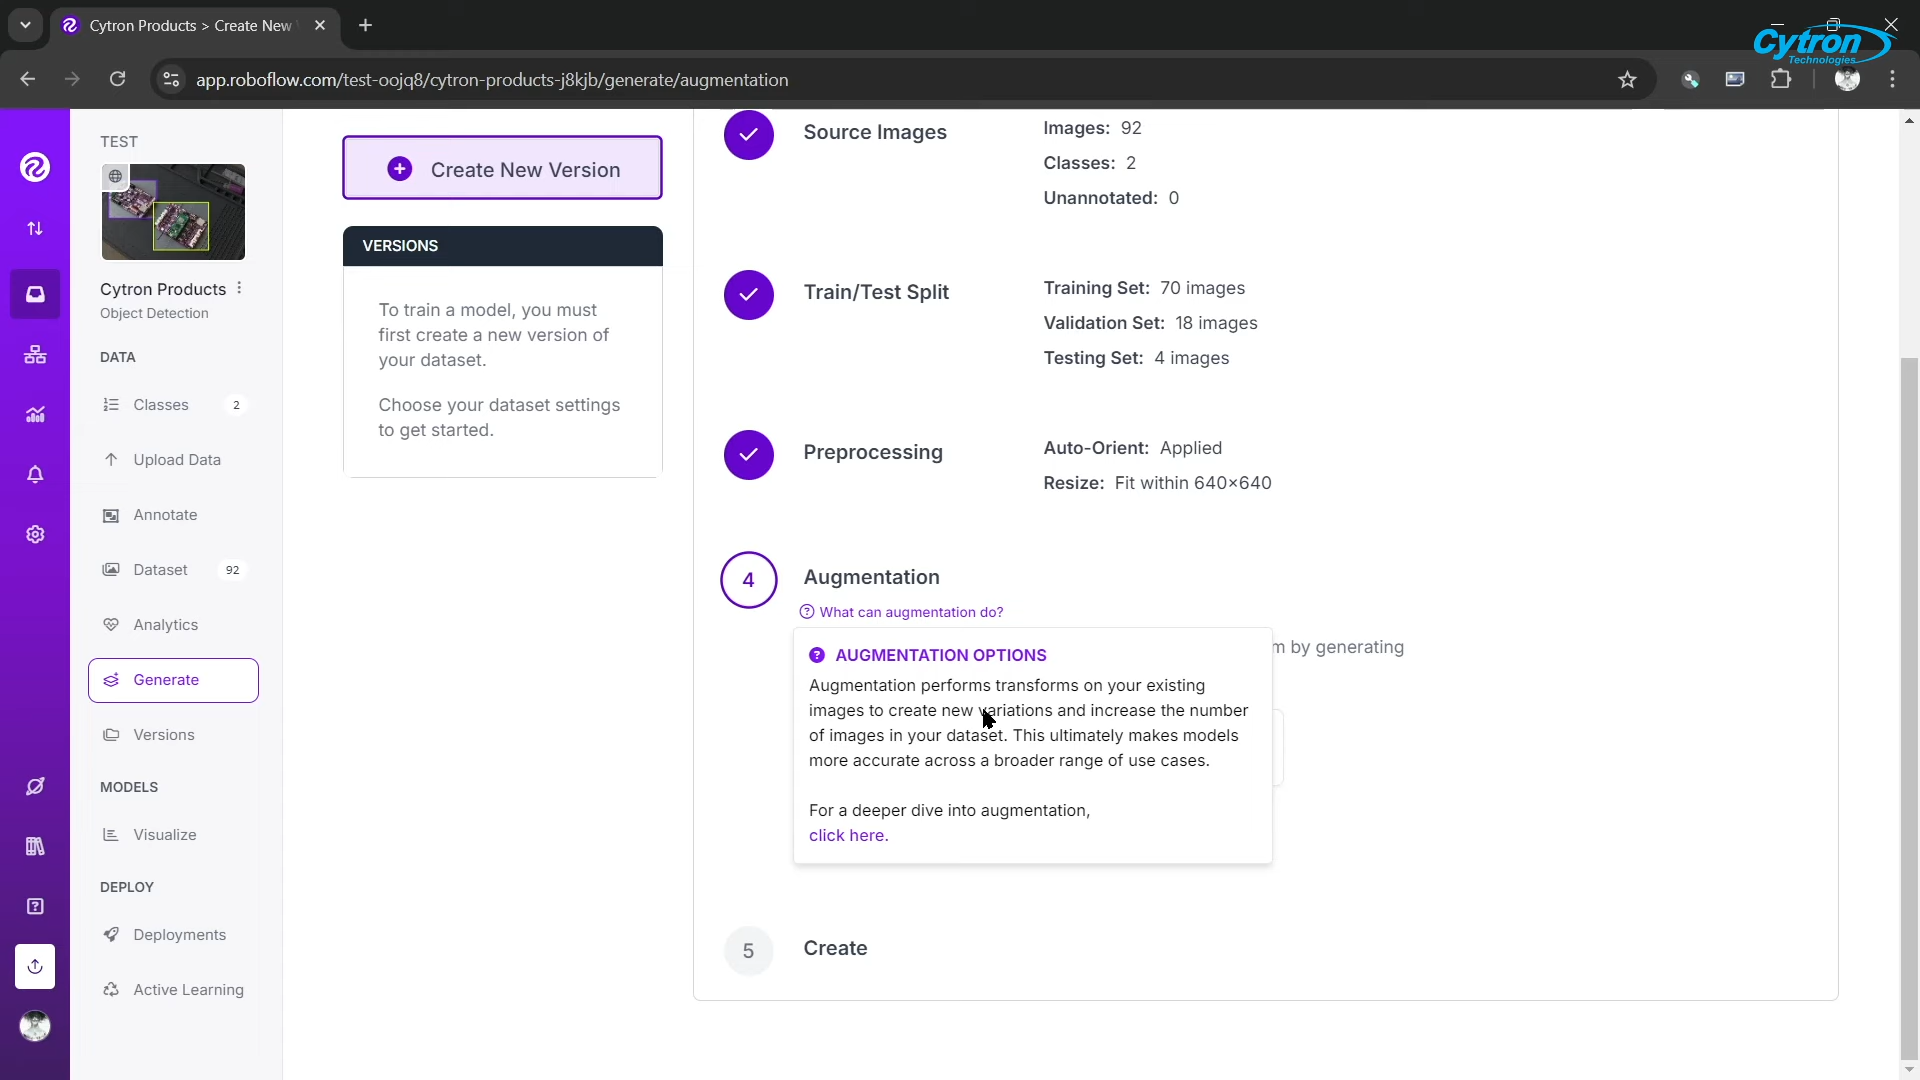 Cytron Products > Create New
Cytron
Technologies
app.roboflow.com/test-oojq8/cytron-products-j8kjb/generate/augmentation
TEST
Cytron Products
Object Detection
DATA
Classes 2
Upload Data
Annotate
Dataset 92
Analytics
Generate
Versions
MODELS
Visualize
DEPLOY
Deployments
Active Learning
Create New Version
VERSIONS
To train a model, you must
first create a new version of
your dataset.
Choose your dataset settings
to get started.
Source Images
Images: 92
Classes: 2
Unannotated: 0
Train/Test Split
Training Set: 70 images
Validation Set: 18 images
Testing Set: 4 images
Preprocessing
Auto-Orient: Applied
Resize: Fit within 640×640
4 Augmentation
What can augmentation do?
by generating
AUGMENTATION OPTIONS
Augmentation performs transforms on your existing
images to create new variations and increase the number
of images in your dataset. This ultimately makes models
more accurate across a broader range of use cases.
For a deeper dive into augmentation,
click here.
5 Create